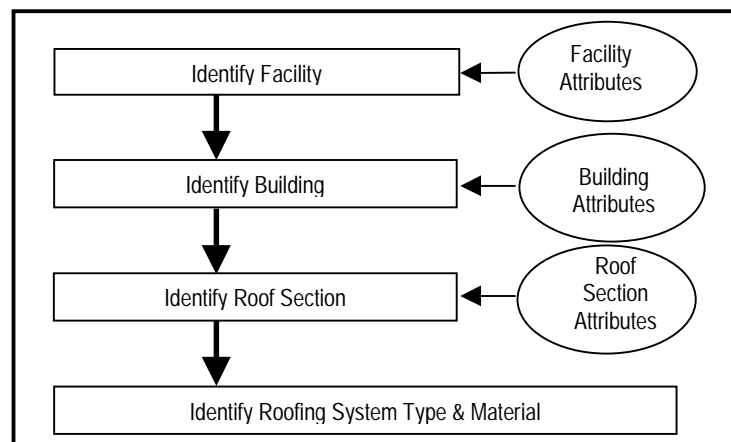 Identify Facility
Facility
Attributes
Identify Building
Building
Attributes
Identify Roof Section
Roof
Section
Attributes
Identify Roofing System Type & Material